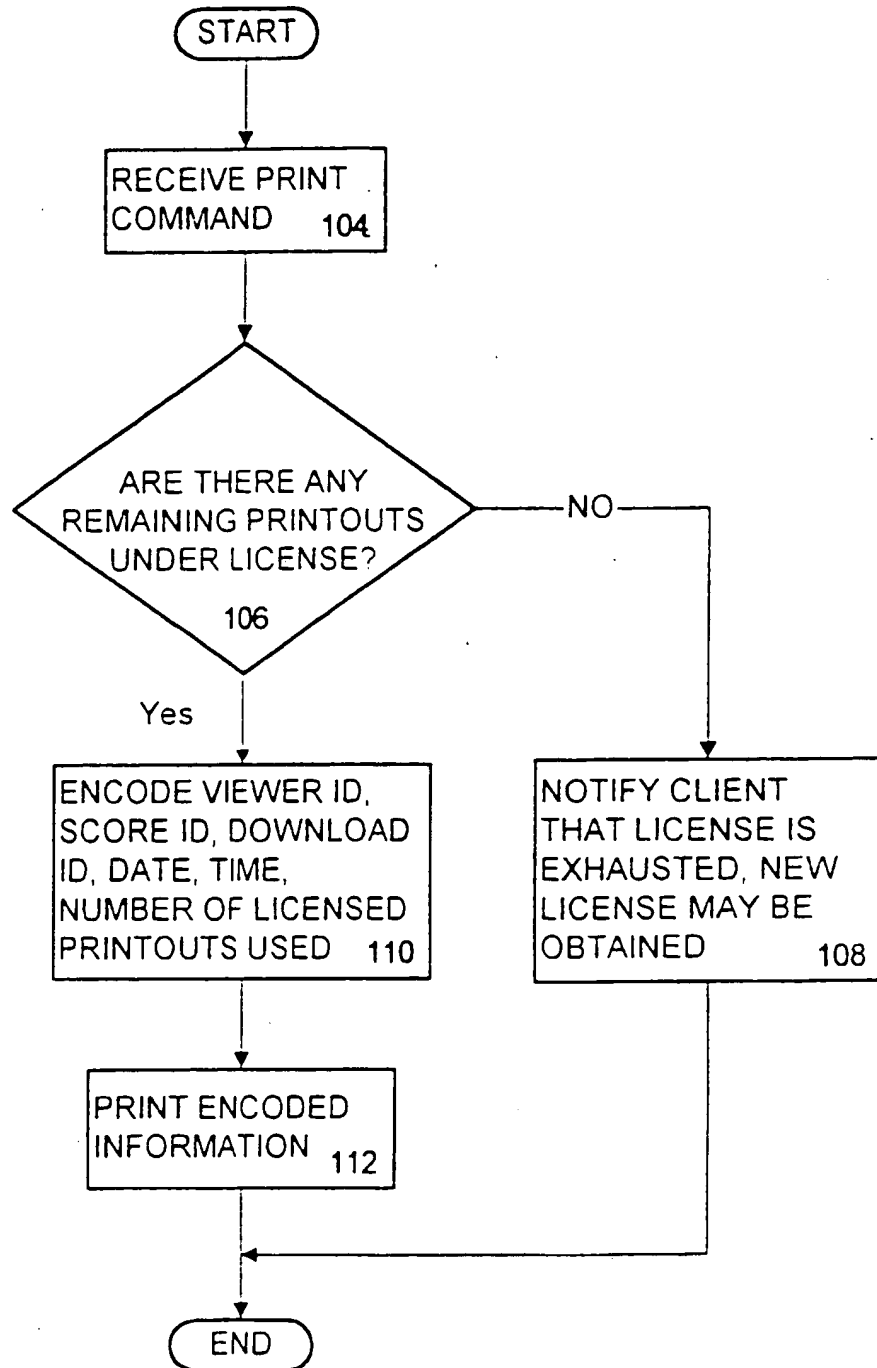 START
RECEIVE PRINT
COMMAND 104
ARE THERE ANY
REMAINING PRINTOUTS
UNDER LICENSE?
106
NO
Yes
ENCODE VIEWER ID,
SCORE ID, DOWNLOAD
ID, DATE, TIME,
NUMBER OF LICENSED
PRINTOUTS USED 110
NOTIFY CLIENT
THAT LICENSE IS
EXHAUSTED, NEW
LICENSE MAY BE
OBTAINED 108
PRINT ENCODED
INFORMATION 112
END